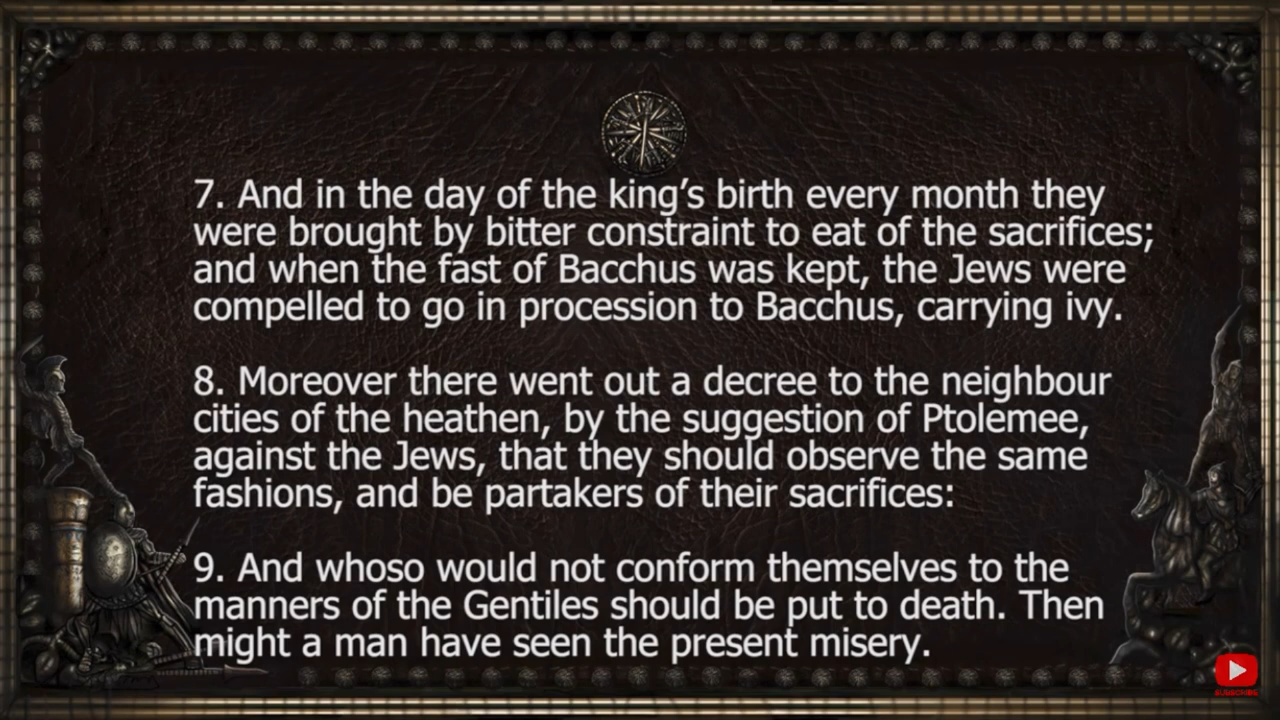 7. And in the day of the king’s birth every month they
were brought by bitter constraint to eat of the sacrifices;
and when the fast of Bacchus was kept, the Jews were
compelled to go in procession to Bacchus, carrying ivy.
8. Moreover there went out a decree to the neighbour
cities of the heathen, by the suggestion of Ptolemee,
against the Jews, that they should observe the same
fashions, and be partakers of their sacrifices:
9. And whoso would not conform themselves to the
manners of the Gentiles should be put to death. Then
might a man have seen the present misery.
SUBSCRIBE